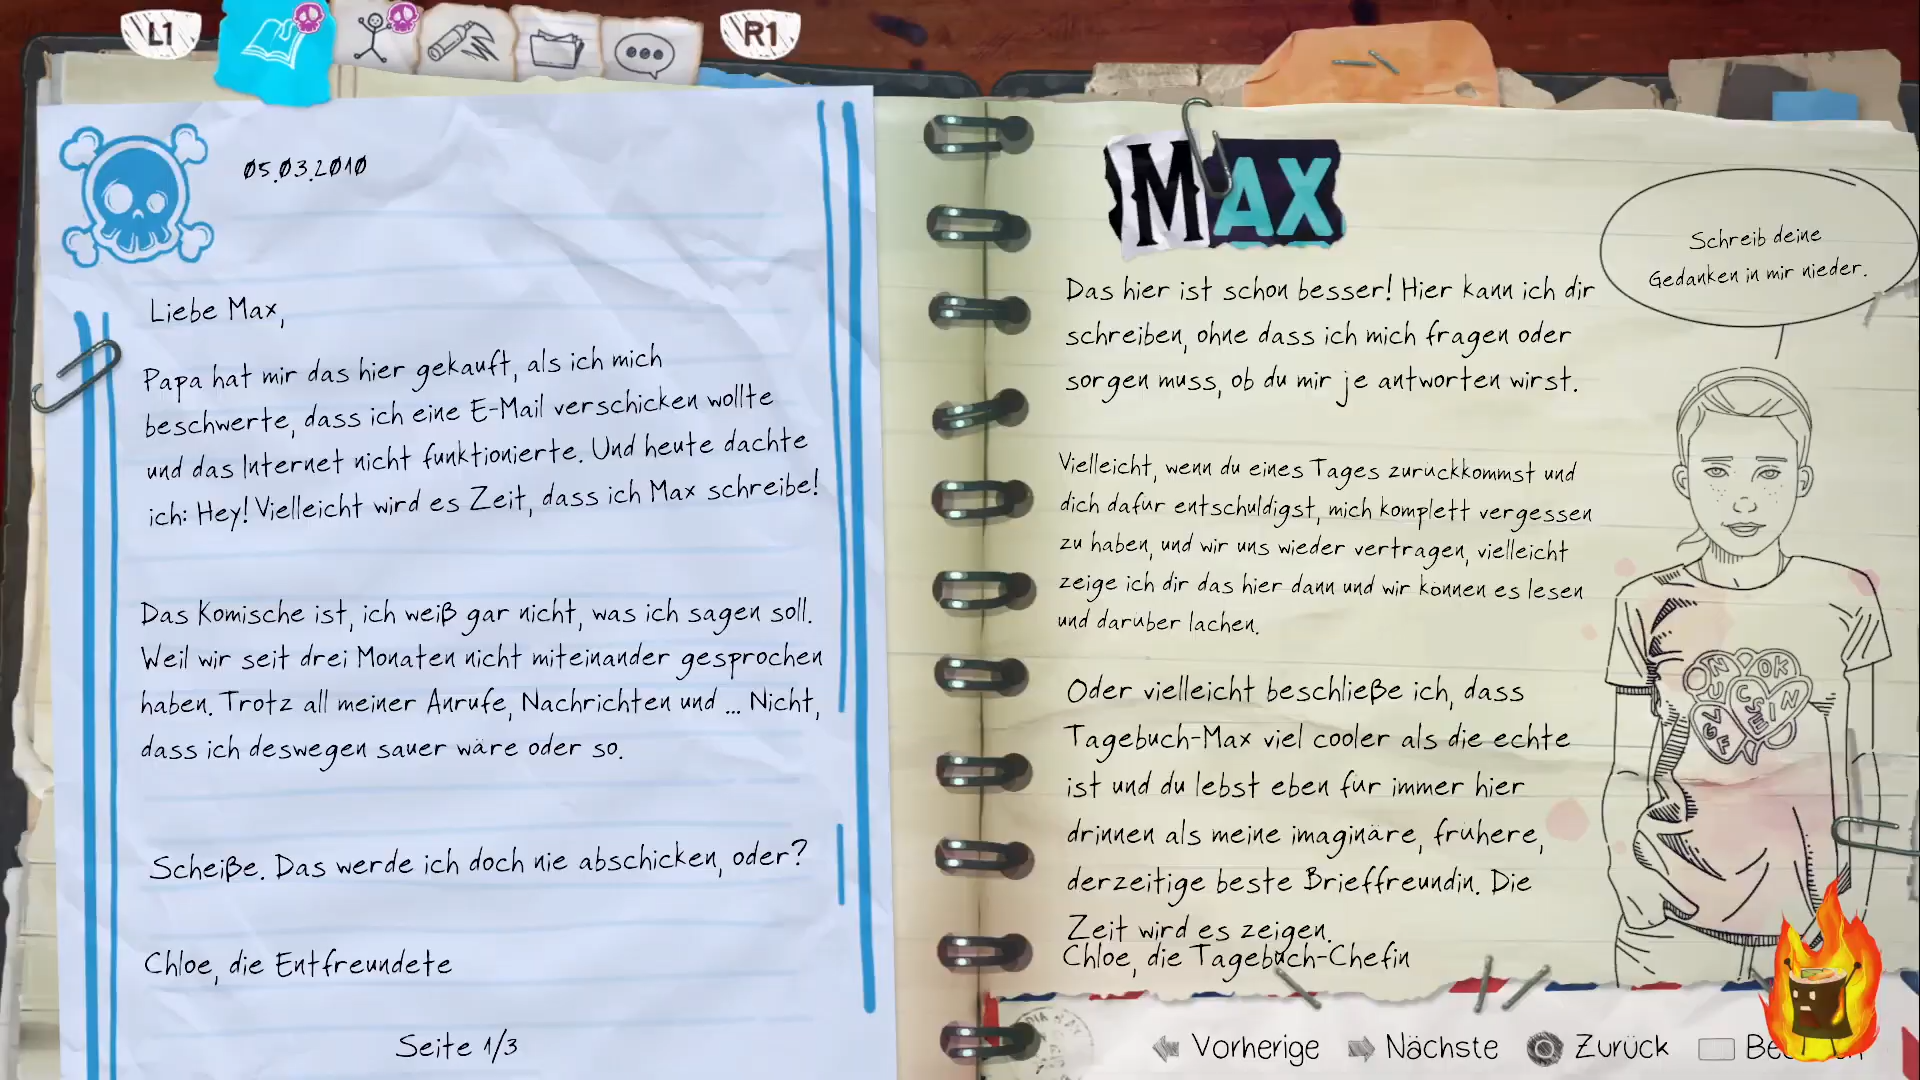 L1
R1
05.03.2010
Liebe Max,
Papa hat mir das hier gekauft, als ich mich
beschwerte, dass ich eine E-Mail verschicken wollte
und das Internet nicht funktionierte. Und heute dachte
ich: Hey! Vielleicht wird es Zeit, dass ich Max schreibe!
Das Komische ist, ich weiß gar nicht, was ich sagen soll.
Weil wir seit drei Monaten nicht miteinander gesprochen
haben. Trotz all meiner Anrufe, Nachrichten und ... Nicht,
dass ich deswegen sauer wäre oder so.
Scheiße. Das werde ich doch nie abschicken, oder?
Chloe, die Entfreundete
Seite 1/3
MAX
Schreib deine
Gedanken in mir nieder.
Das hier ist schon besser! Hier kann ich dir
schreiben, ohne dass ich mich fragen oder
sorgen muss, ob du mir je antworten wirst.
Vielleicht, wenn du eines Tages zurückkommst und
dich dafür entschuldigst, mich komplett vergessen
zu haben, und wir uns wieder vertragen, vielleicht
zeige ich dir das hier dann und wir können es lesen
und darüber lachen.
Oder vielleicht beschließe ich, dass
Tagebuch-Max viel cooler als die echte
ist und du lebst eben für immer hier
drinnen als meine imaginäre, frühere,
derzeitige beste Brieffreundin. Die
Zeit wird es zeigen.
Chloe, die Tagebuch-Chefin
Vorherige Nächste Zurück